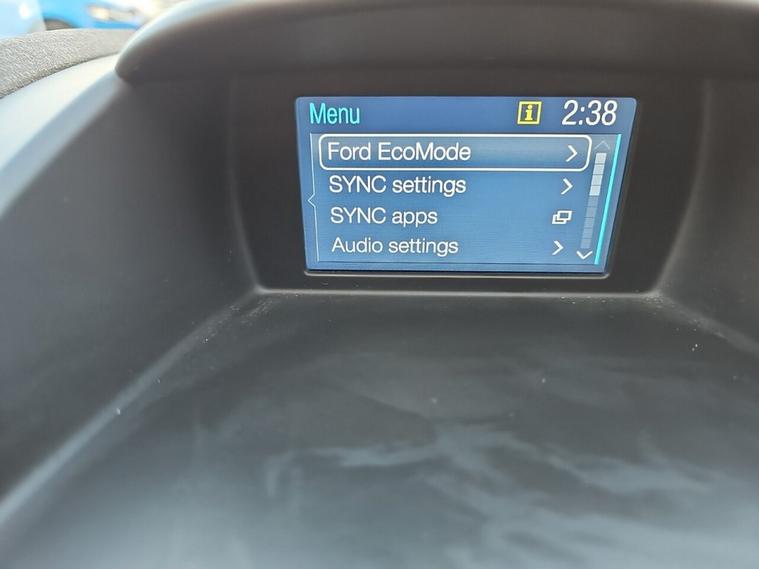 Menu i 2:38
Ford EcoMode
SYNC settings
SYNC apps
Audio settings